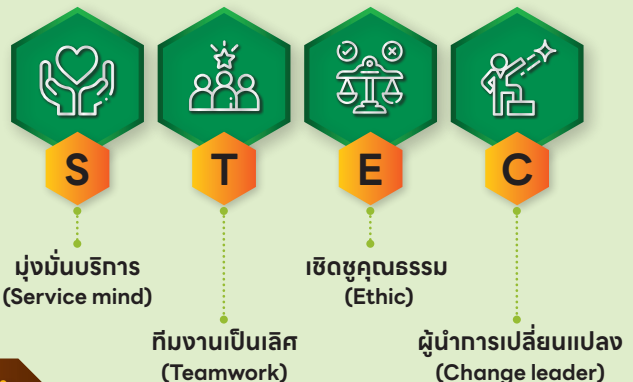 S
T
E
C
มุ่งมั่นบริการ
(Service mind)
ทีมงานเป็นเลิศ
(Teamwork)
เชิดชูคุณธรรม
(Ethic)
ผู้นำการเปลี่ยนแปลง
(Change leader)